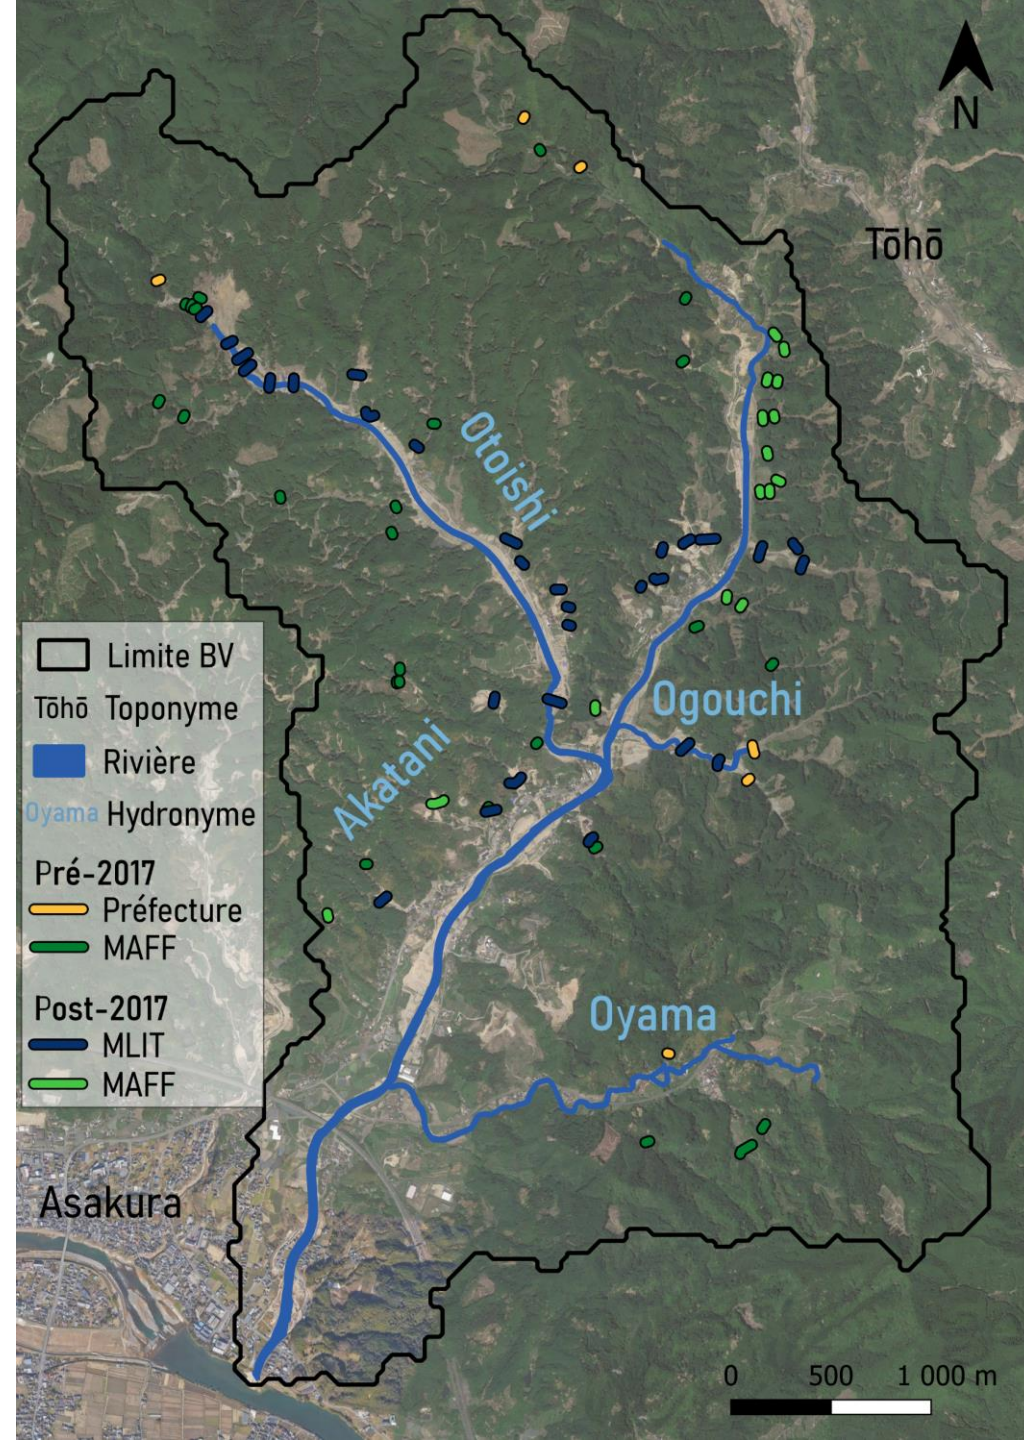 N
Tōhō
Otoishi
Ogouchi
Akatani
Oyama
Asakura
Limite BV
Tōhō Toponyme
Rivière
Oyama Hydronyme
Pré-2017
Préfecture
MAFF
Post-2017
MLIT
MAFF
0 500 1 000 m